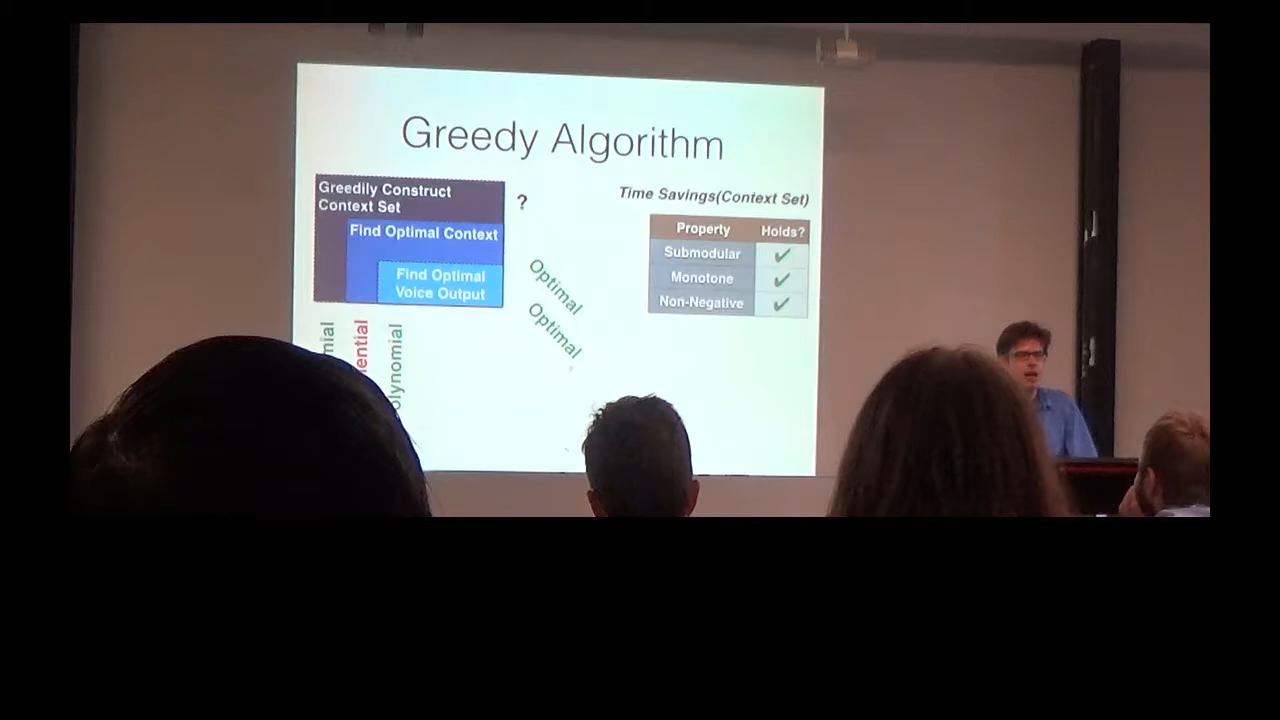 Greedy Algorithm
Greedily Construct
Context Set
?
Find Optimal Context
Find Optimal
Voice Output
Optimal
Optimal
Time Savings(Context Set)
Property Holds?
Submodular ✔
Monotone ✔
Non-Negative ✔